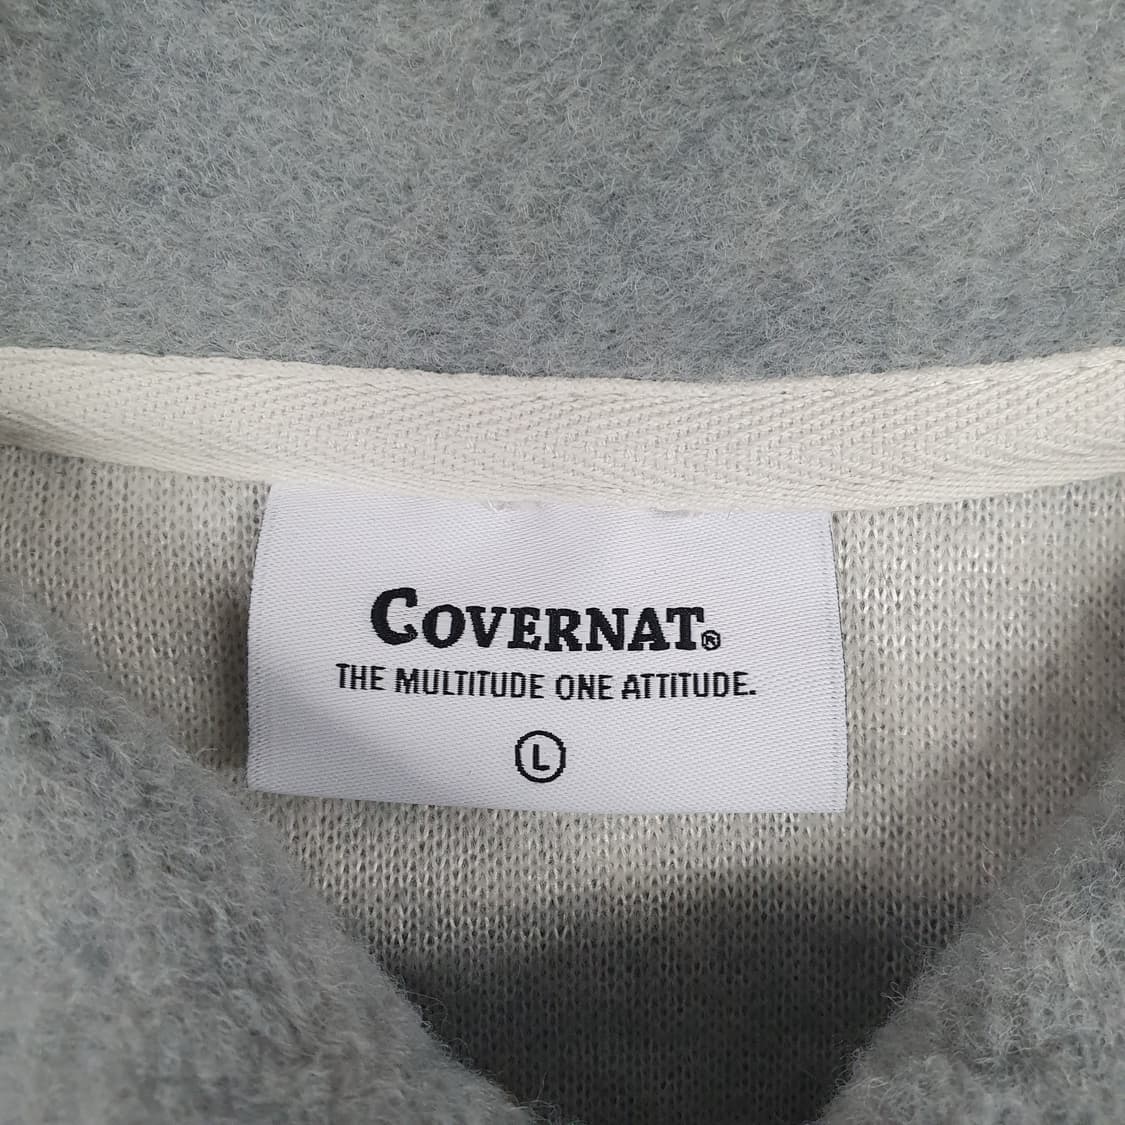 COVERNAT®
THE MULTITUDE ONE ATTITUDE.
L